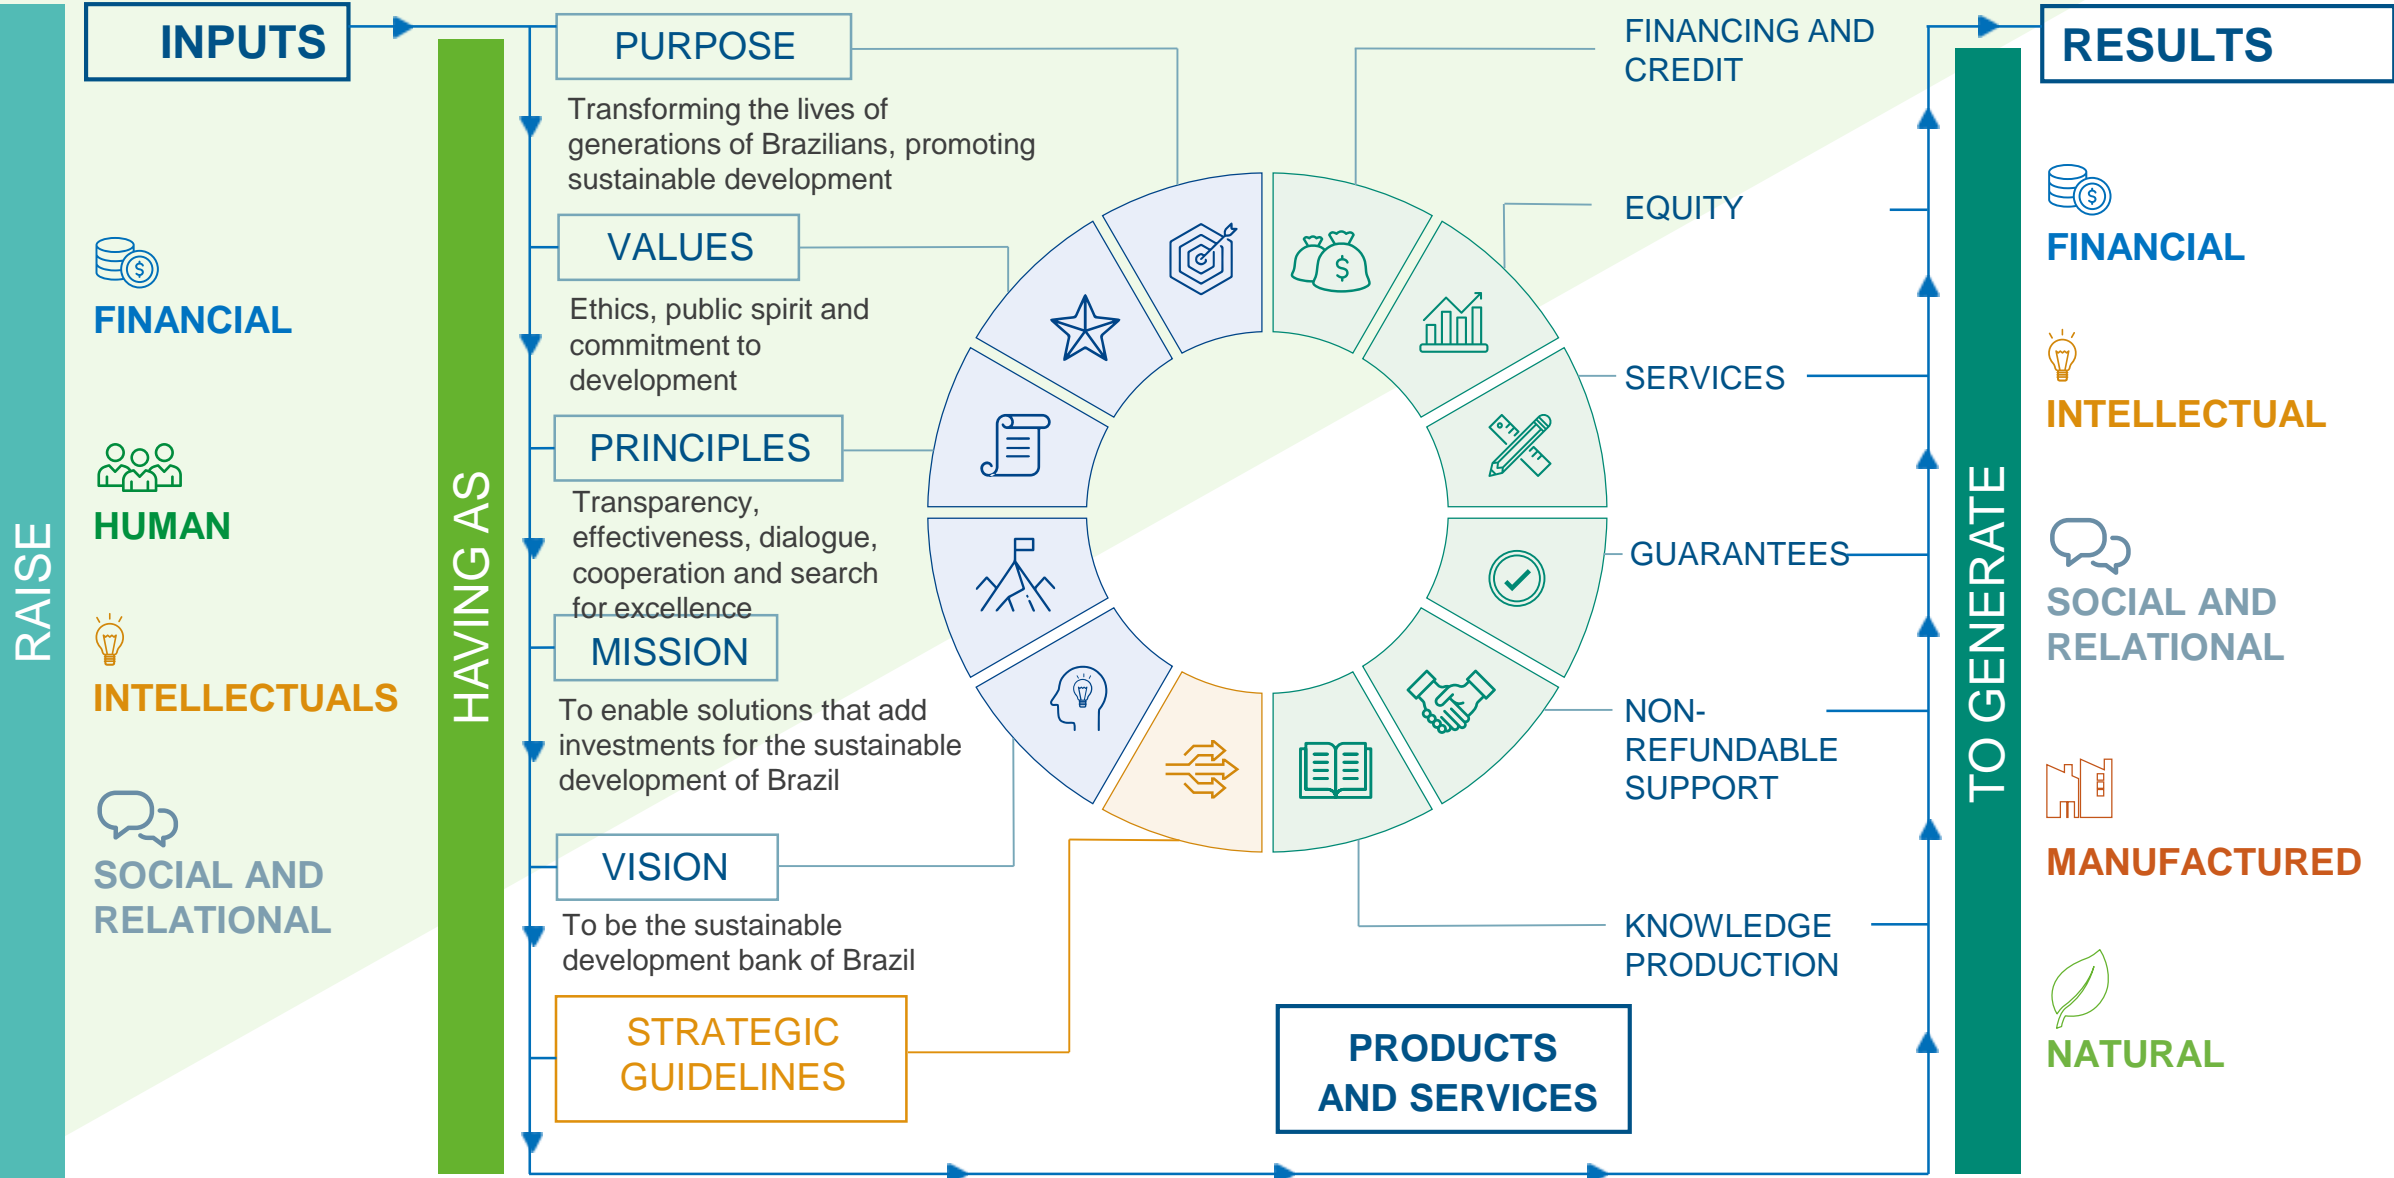 RAISE
INPUTS
FINANCIAL
HUMAN
INTELLECTUALS
SOCIAL AND
RELATIONAL
HAVING AS
PURPOSE
Transforming the lives of
generations of Brazilians, promoting
sustainable development
VALUES
Ethics, public spirit and
commitment to
development
PRINCIPLES
Transparency,
effectiveness, dialogue,
cooperation and search
for excellence
MISSION
To enable solutions that add
investments for the sustainable
development of Brazil
VISION
To be the sustainable
development bank of Brazil
STRATEGIC
GUIDELINES
FINANCING AND
CREDIT
EQUITY
SERVICES
GUARANTEES
NON-
REFUNDABLE
SUPPORT
KNOWLEDGE
PRODUCTION
PRODUCTS
AND SERVICES
TO GENERATE
RESULTS
FINANCIAL
INTELLECTUAL
SOCIAL AND
RELATIONAL
MANUFACTURED
NATURAL